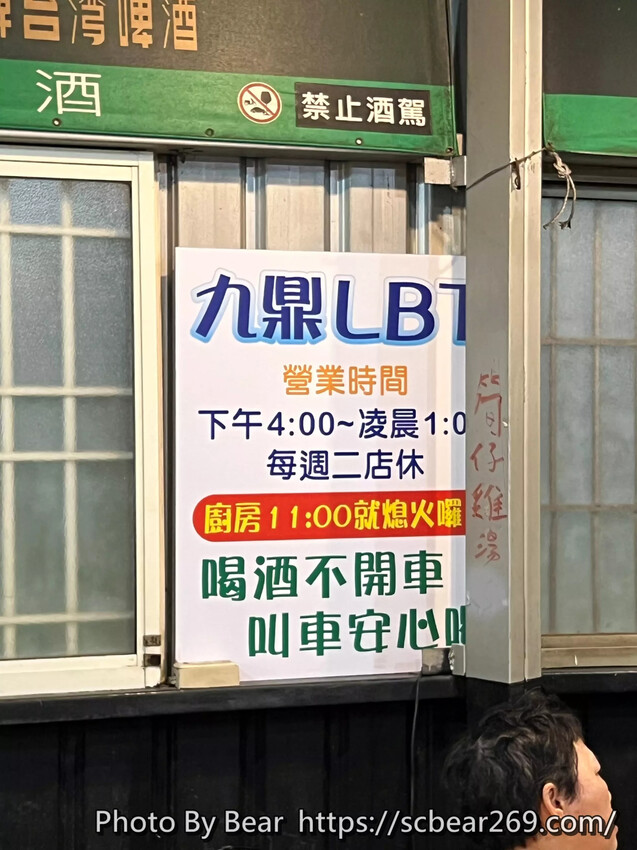 台湾啤酒
酒
禁止酒駕
九鼎LBT
營業時間
下午4:00~凌晨1:0
每週二店休
廚房11:00就熄火囉
喝酒不開車
叫車安心
筒仔雞湯
Photo By Bear https://scbear269.com/